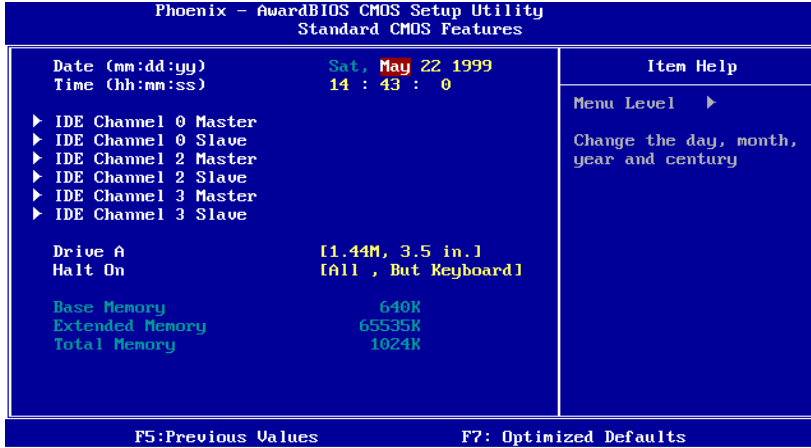 Phoenix - AwardBIOS CMOS Setup Utility
Standard CMOS Features
Date (mm:dd:yy) Sat, May 22 1999
Time (hh:mm:ss) 14 : 43 : 0
IDE Channel 0 Master
IDE Channel 0 Slave
IDE Channel 2 Master
IDE Channel 2 Slave
IDE Channel 3 Master
IDE Channel 3 Slave
Drive A [1.44M, 3.5 in.]
Halt On [All , But Keyboard]
Base Memory 640K
Extended Memory 65535K
Total Memory 1024K
Item Help
Menu Level
Change the day, month,
year and century
F5:Previous Values F7: Optimized Defaults